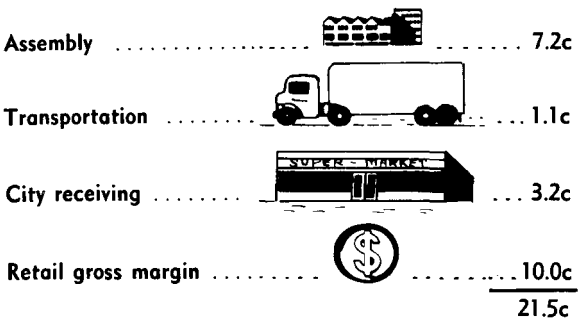 Assembly 7.2c
Transportation 1.1c
SUPER - MARKET
City receiving 3.2c
Retail gross margin $ 10.0c
21.5c